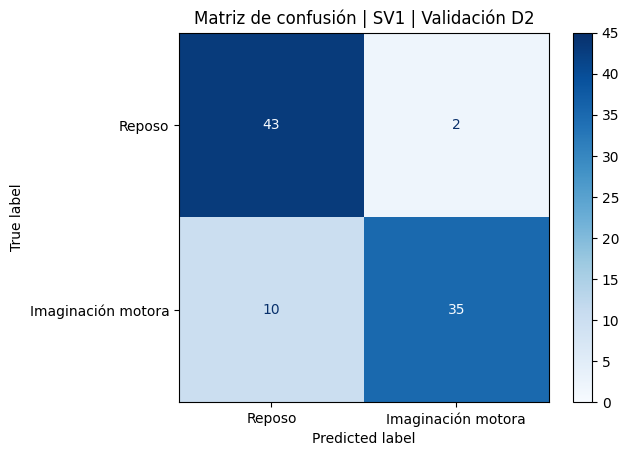 Matriz de confusión | SV1 | Validación D2
45
40
35
30
25
20
15
10
5
0
True label
Reposo
43
2
Imaginación motora
10
35
Reposo
Imaginación motora
Predicted label